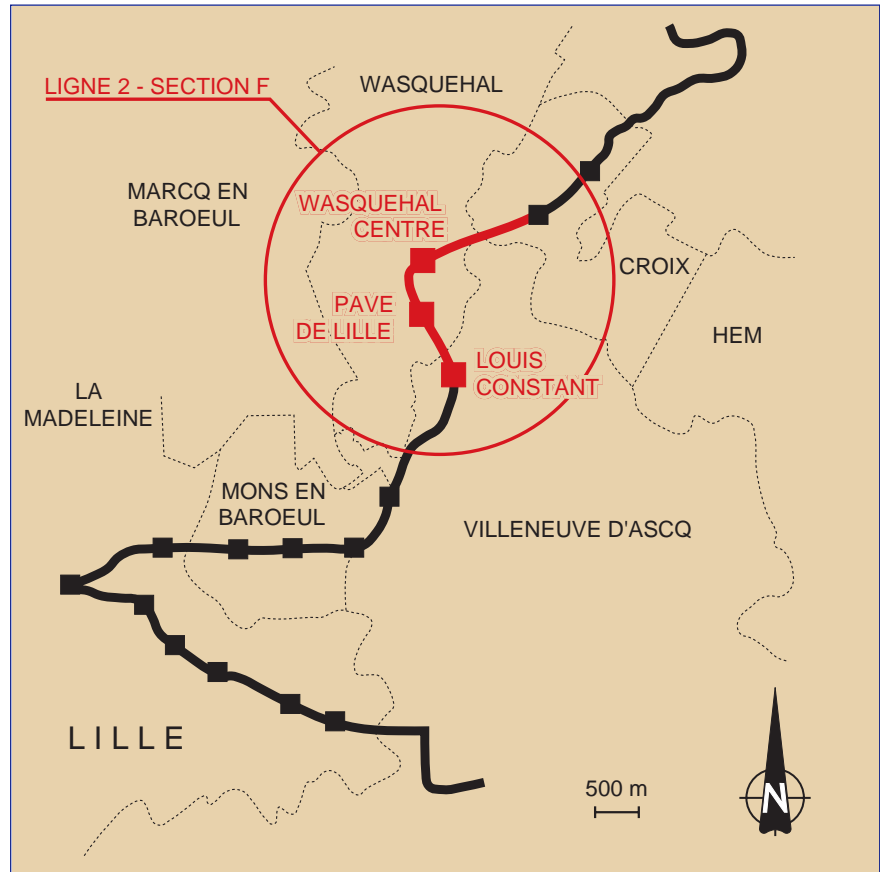 LIGNE 2 - SECTION F
WASQUEHAL
MARCQ EN
BAROEUL
WASQUEHAL
CENTRE
CROIX
PAVE
DE LILLE
HEM
LOUIS
CONSTANT
LA
MADELEINE
MONS EN
BAROEUL
VILLENEUVE D'ASCQ
LILLE
500 m
N